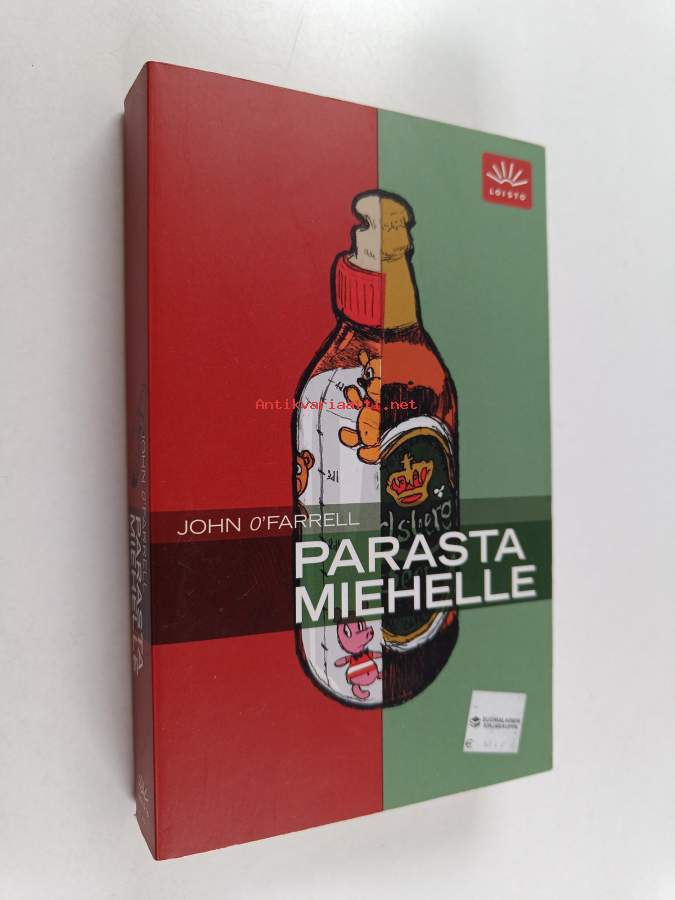 LOISTO
Antikvariaatti.net
JOHN O'FARRELL
PARASTA
MIEHELLE
JOHN O'FARRELL
PARASTA
MIEHELLE
SUOMALAINEN
KIRJAKAUPPA
€